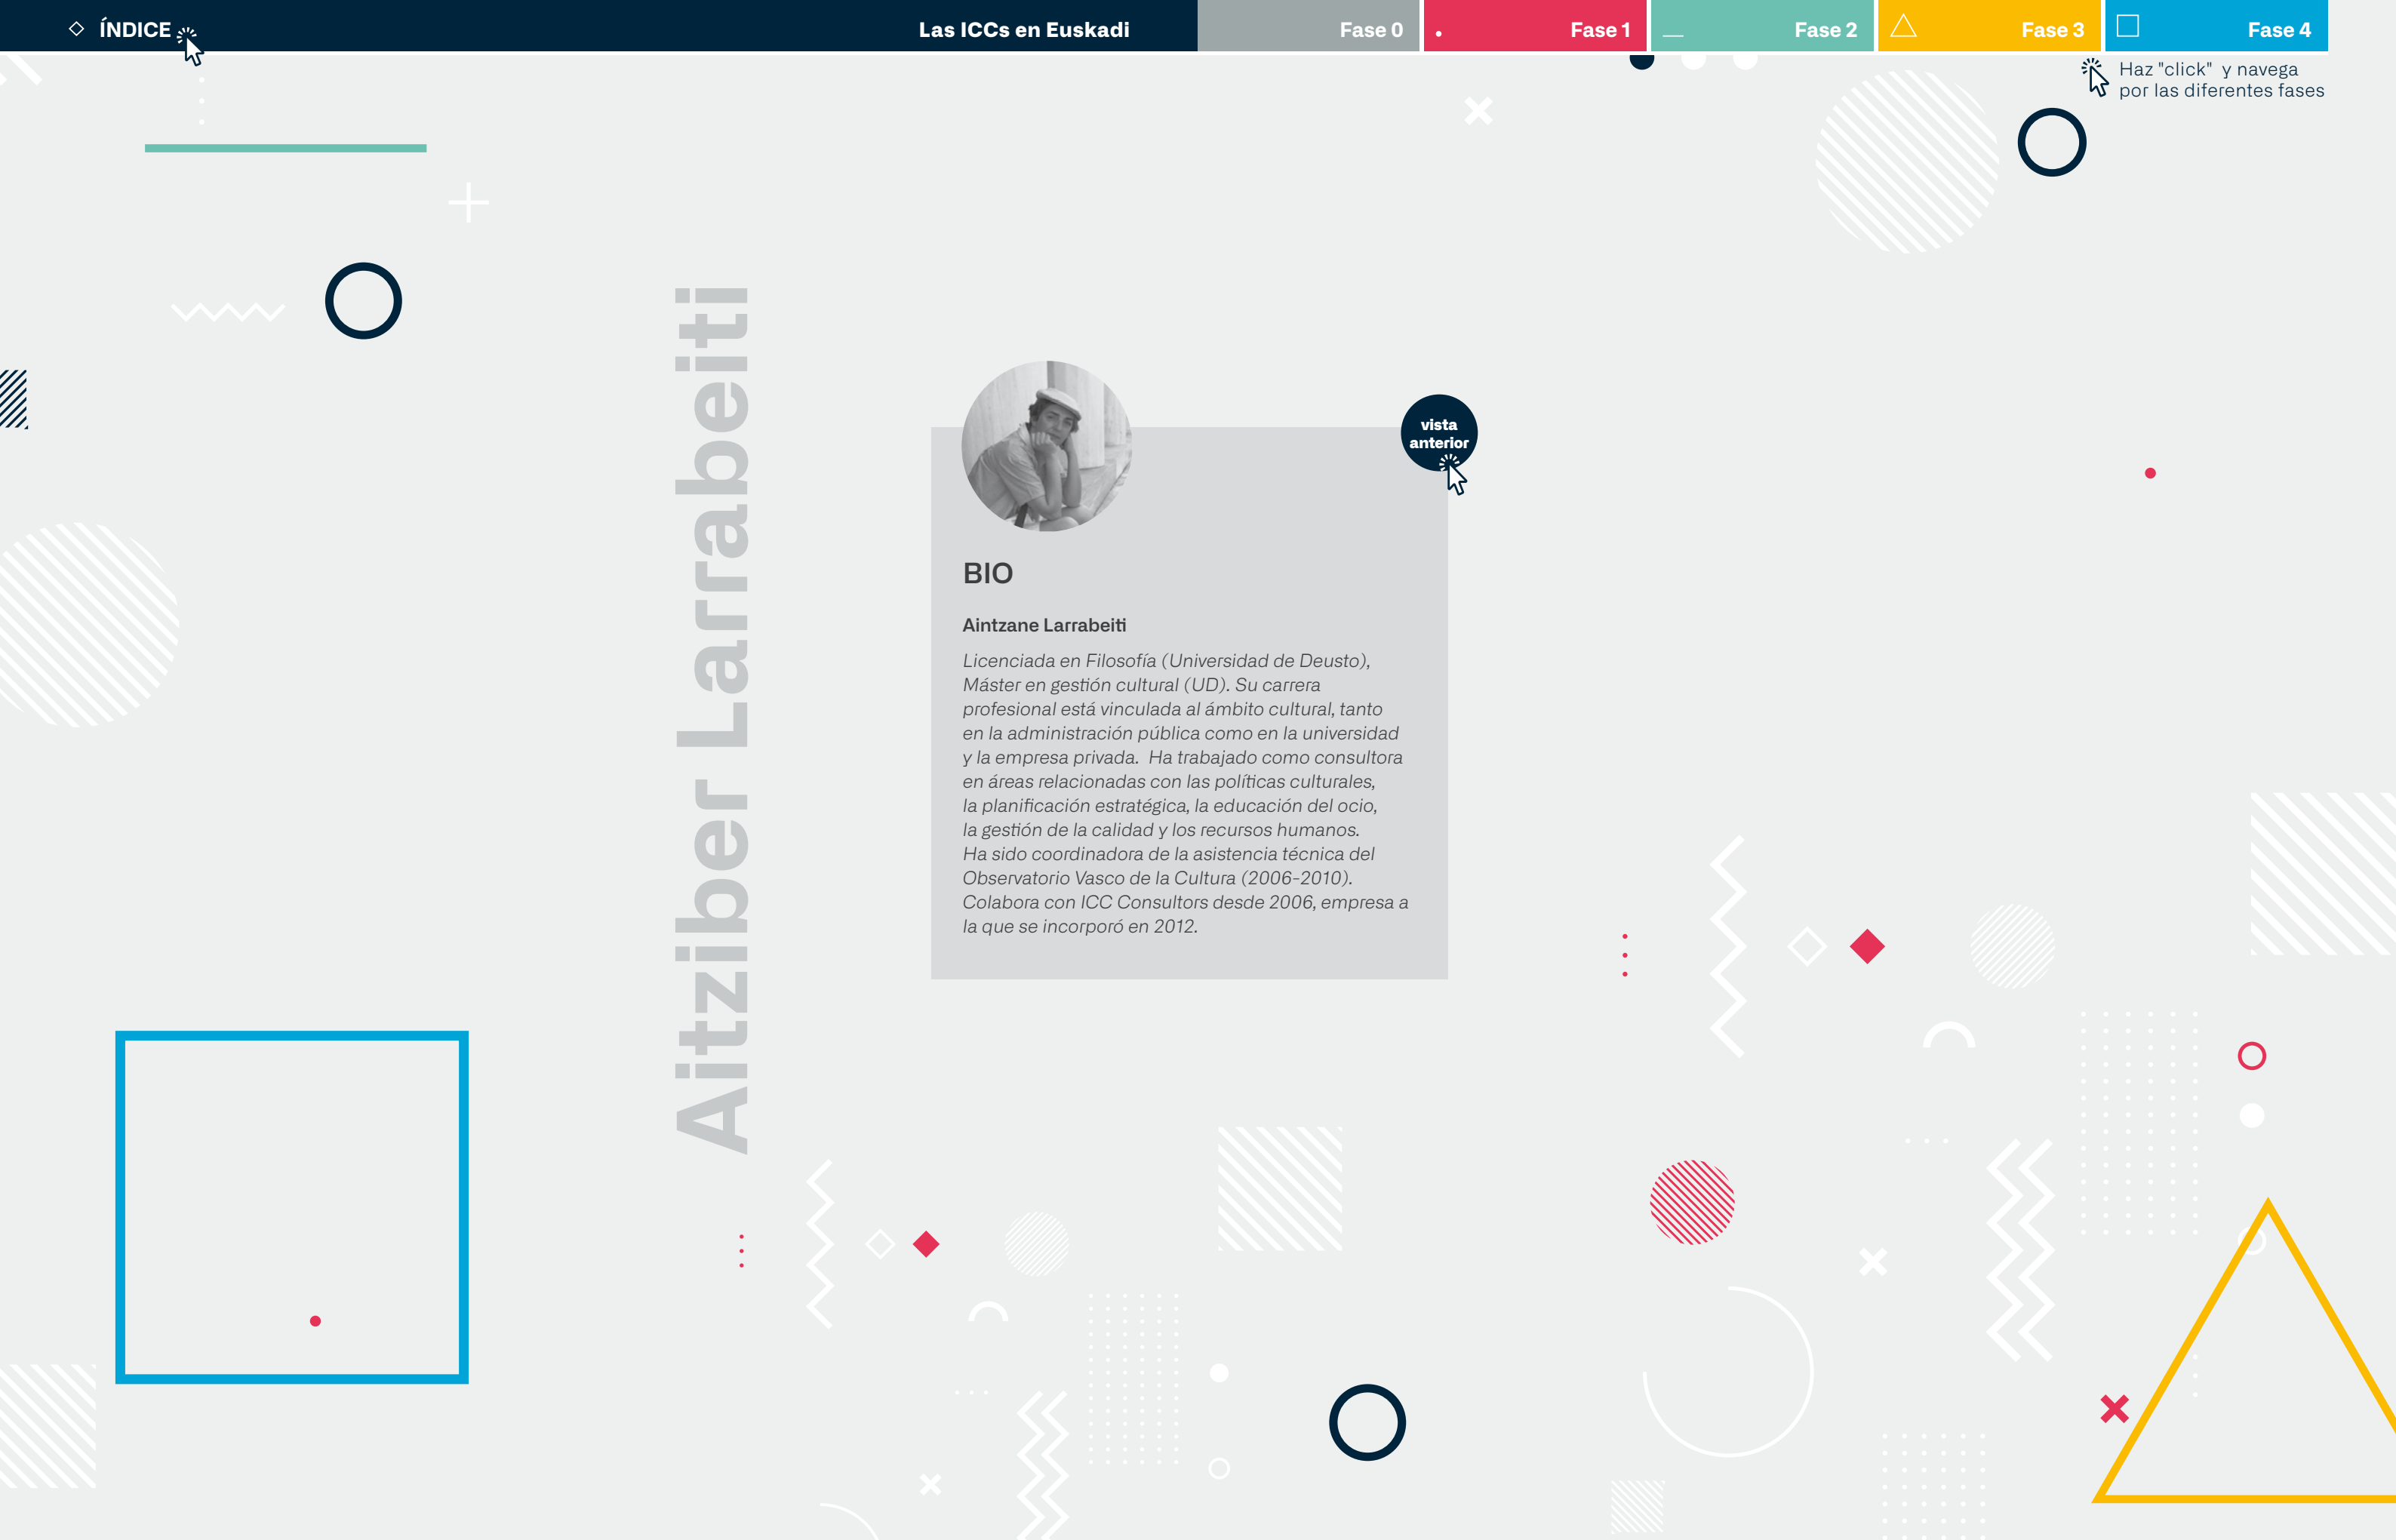 ÍNDICE
Las ICCs en Euskadi
Fase 0
Fase 1
Fase 2
Fase 3
Fase 4
Haz "click" y navega
por las diferentes fases
Aitziber Larrabeiti
vista
anterior
BIO
Aintzane Larrabeiti
Licenciada en Filosofía (Universidad de Deusto),
Máster en gestión cultural (UD). Su carrera
profesional está vinculada al ámbito cultural, tanto
en la administración pública como en la universidad
y la empresa privada. Ha trabajado como consultora
en áreas relacionadas con las políticas culturales,
la planificación estratégica, la educación del ocio,
la gestión de la calidad y los recursos humanos.
Ha sido coordinadora de la asistencia técnica del
Observatorio Vasco de la Cultura (2006-2010).
Colabora con ICC Consultors desde 2006, empresa a
la que se incorporó en 2012.